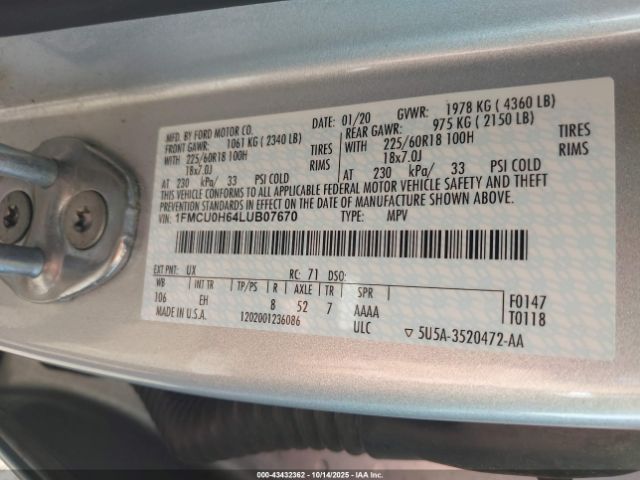 MFD. BY FORD MOTOR CO. DATE: 01/20 GVWR: 1978 KG ( 4360 LB)
FRONT GAWR: 1061 KG ( 2340 LB) REAR GAWR: 975 KG ( 2150 LB)
WITH 225/60R18 100H TIRES WITH 225/60R18 100H TIRES
18x7.0J RIMS 18x7.0J RIMS
AT 230 kPa/ 33 PSI COLD AT 230 kPa/ 33 PSI COLD
THIS VEHICLE CONFORMS TO ALL APPLICABLE FEDERAL MOTOR VEHICLE SAFETY AND THEFT
PREVENTION STANDARDS IN EFFECT ON THE DATE OF MANUFACTURE SHOWN ABOVE.
VIN: 1FMCU0H64LUB07670 TYPE: MPV
EXT PNT: UX RC: 71 DSO:
WB INT TR TP/PS R AXLE TR SPR F0147
106 EH 8 52 7 AAAA T0118
MADE IN U.S.A. 1202001236086 ULC ▽ 5U5A-3520472-AA
000-43432362 - 10/14/2025 - IAA Inc.